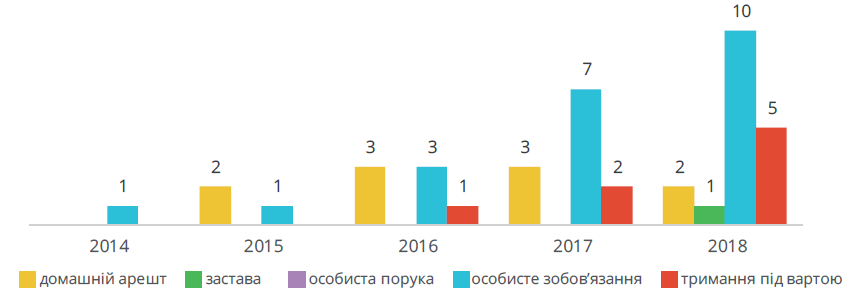 10
7
5
3 3 3
2 2 2
1 1 1 1
2014 2015 2016 2017 2018
домашній арешт застава особиста порука особисте зобов’язання тримання під вартою